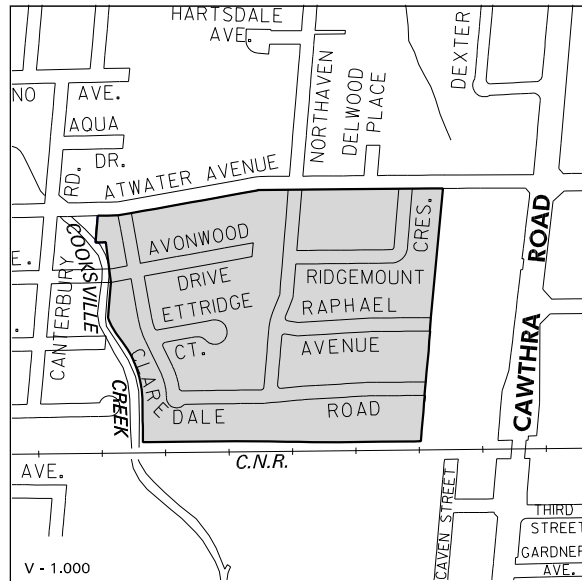 HARTSDALE
AVE.
DEXTER
NO AVE.
AQUA
DR.
RD.
NORTHAVEN
DELWOOD
PLACE
ATWATER AVENUE
COOKSVILLE
CREEK
CANTERBURY
E.
AVONWOOD
DRIVE
ETTRIDGE
CT.
CRES.
RIDGEMOUNT
RAPHAEL
AVENUE
CLARE
DALE ROAD
CAWTHRA ROAD
C.N.R.
AVE.
CAVEN STREET
THIRD
STREET
GARDNER
AVE.
V - 1.000